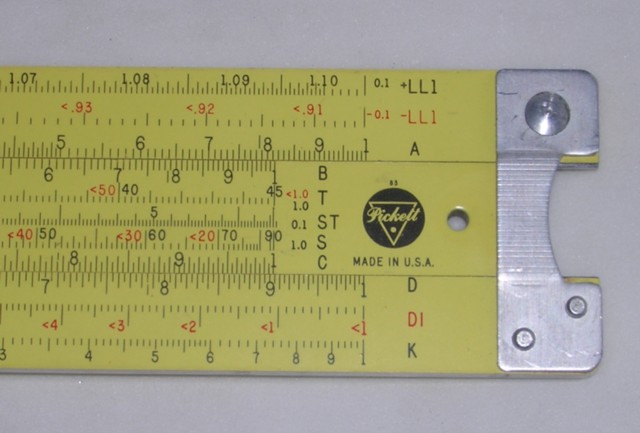 1.07 1.08 1.09 1.10 0.1 +LL1
<.93 <.92 <.91 -0.1 -LL1
5 6 7 8 9 1 A
6 7 8 9 1 B
<50 40 45 <1.0 T
5 1.0 0.1 ST
<40 50 <30 60 <20 70 90 1.0 S
8 9 1 C
83
Pickett
MADE IN U.S.A.
7 8 9 1 D
<4 <3 <2 <1 <1 DI
3 4 5 6 7 8 9 1 K